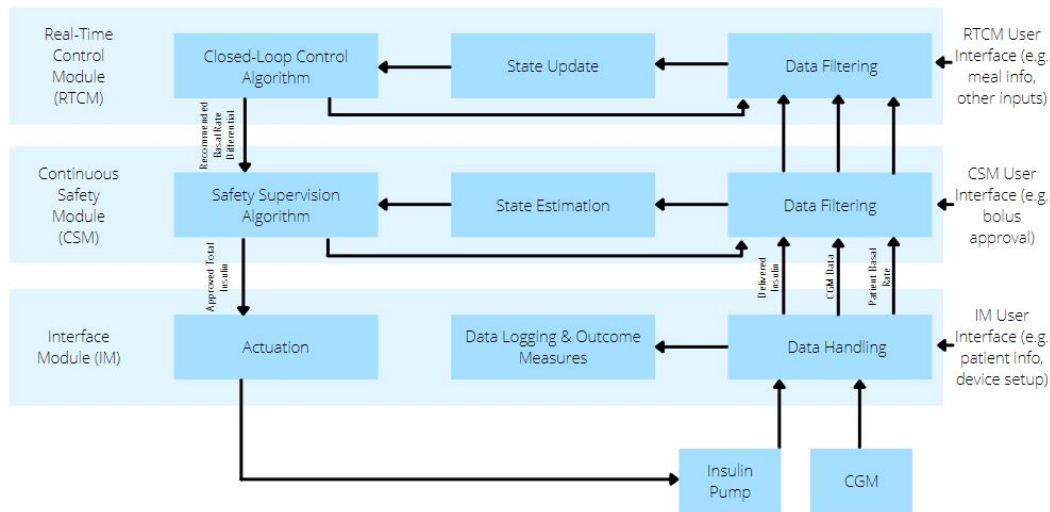 Real-Time
Control
Module
(RTCM)
Closed-Loop Control
Algorithm
State Update
Data Filtering
RTCM User
Interface (e.g.
meal info,
other inputs)
Recommended
Basal Rate
Differential
Continuous
Safety
Module
(CSM)
Safety Supervision
Algorithm
State Estimation
Data Filtering
CSM User
Interface (e.g.
bolus
approval)
Approved Total
Insulin
Delivered
Insulin
CGM Data
Patient Basal
Rate
Interface
Module (IM)
Actuation
Data Logging & Outcome
Measures
Data Handling
IM User
Interface (e.g.
patient info,
device setup)
Insulin
Pump
CGM